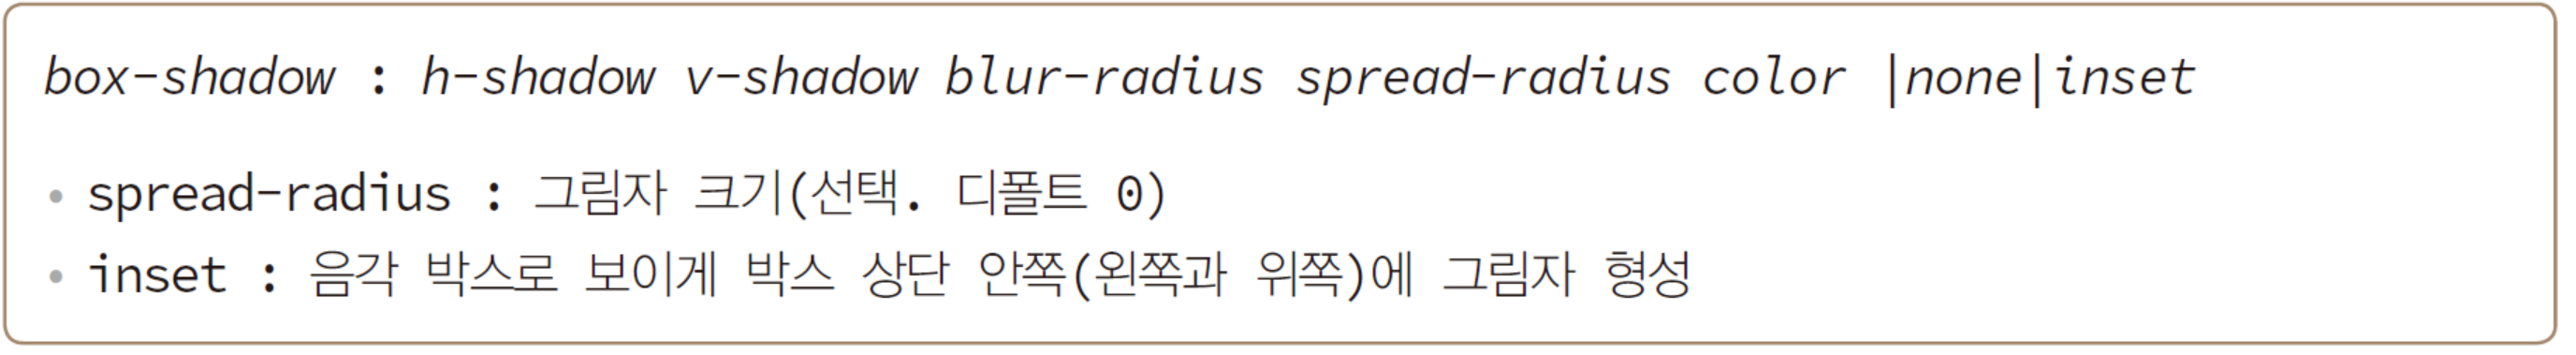 box-shadow : h-shadow v-shadow blur-radius spread-radius color |none|inset
• spread-radius : 그림자 크기(선택. 디폴트 0)
• inset : 음각 박스로 보이게 박스 상단 안쪽(왼쪽과 위쪽)에 그림자 형성